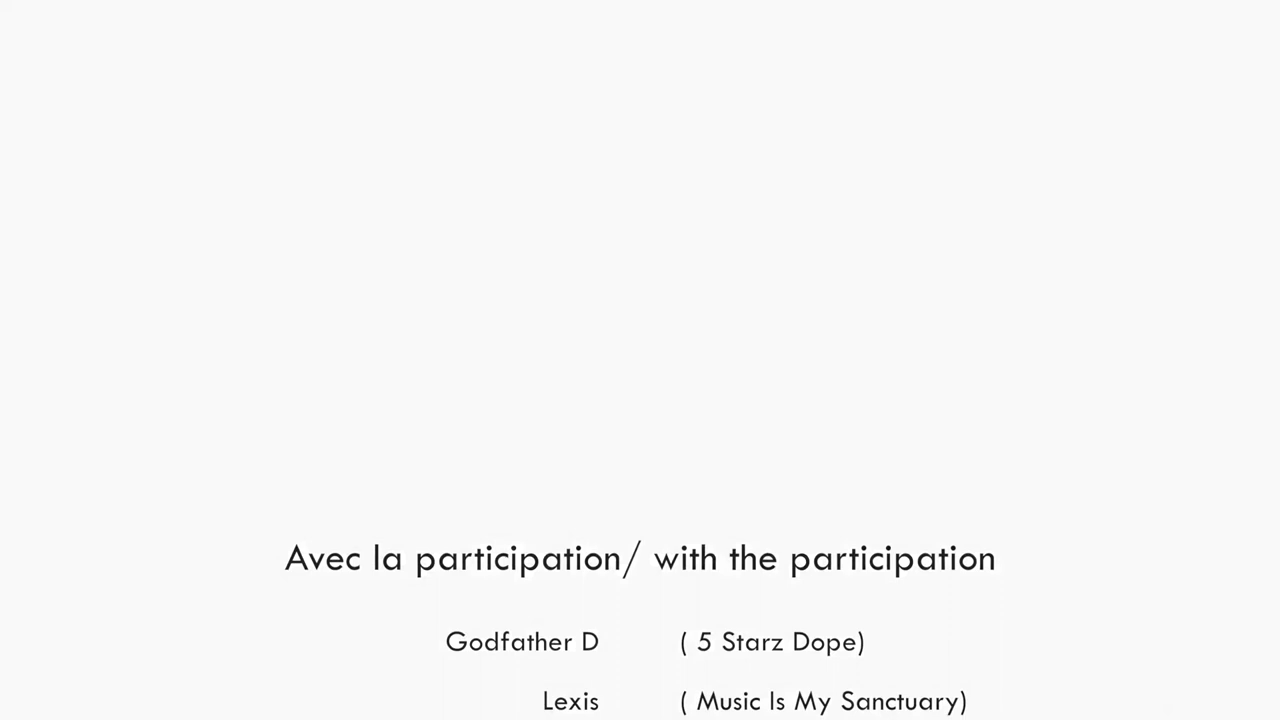 Avec la participation/ with the participation
Godfather D ( 5 Starz Dope)
Lexis ( Music Is My Sanctuary)